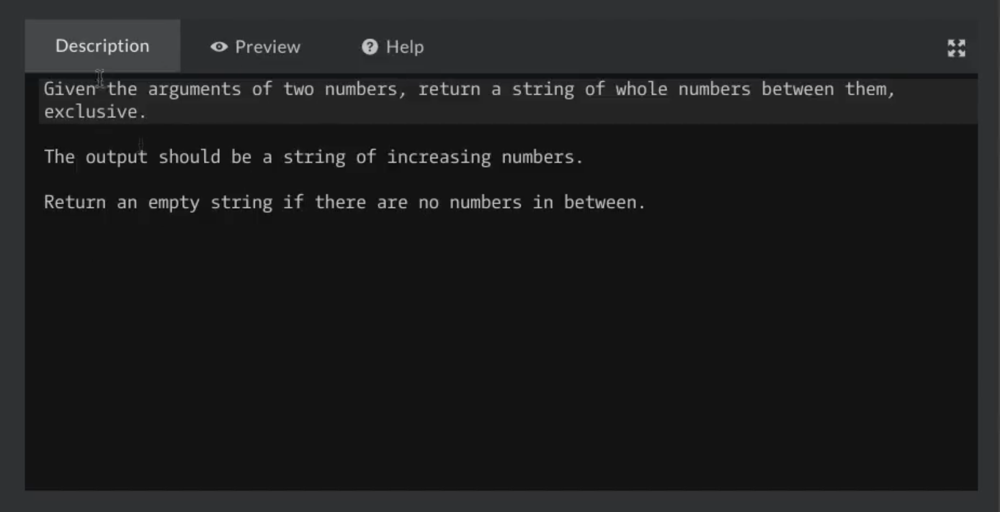 Description Preview Help
Given the arguments of two numbers, return a string of whole numbers between them,
exclusive.
The output should be a string of increasing numbers.
Return an empty string if there are no numbers in between.